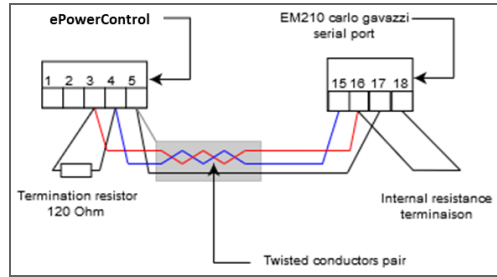 ePowerControl
EM210 carlo gavazzi
serial port
1 2 3 4 5
15 16 17 18
Termination resistor
120 Ohm
Internal resistance
terminaison
Twisted conductors pair